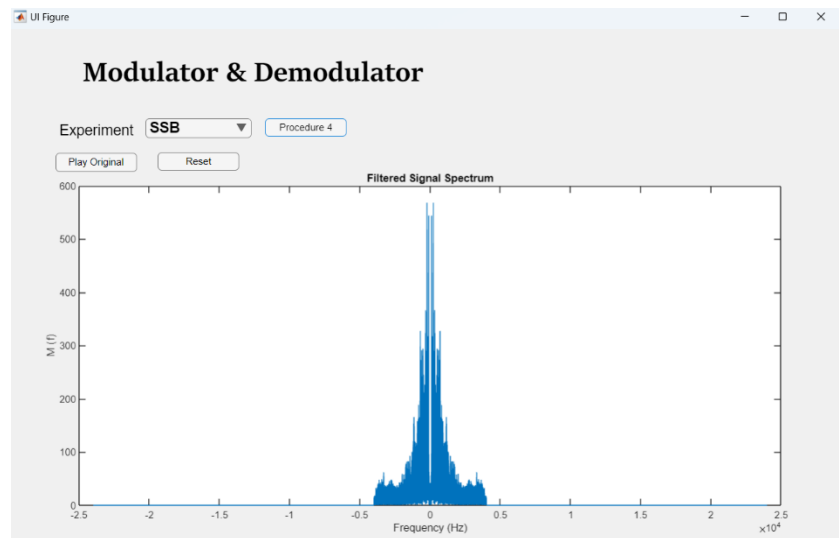 UI Figure
Modulator & Demodulator
Experiment SSB Procedure 4
Play Original Reset
Filtered Signal Spectrum
600
500
400
300
200
100
0
M (f)
-2.5 -2 -1.5 -1 -0.5 0 0.5 1 1.5 2 2.5
Frequency (Hz)
×10⁴